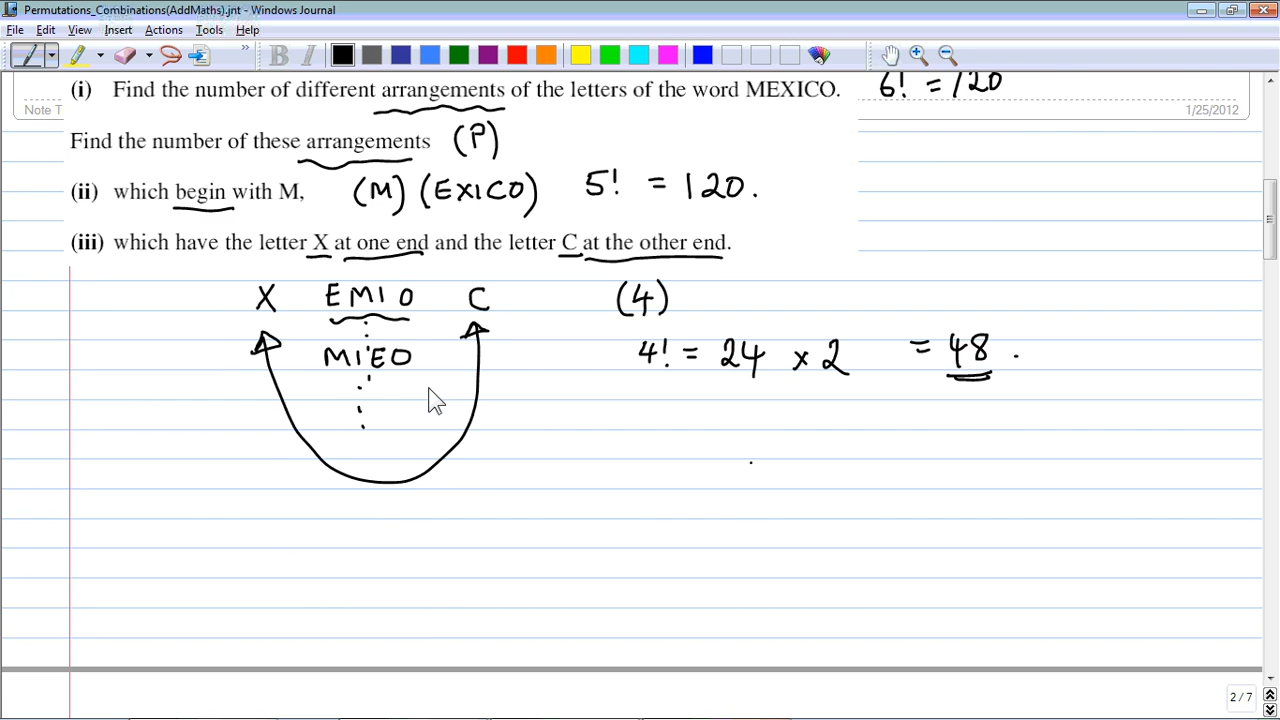 Permutations_Combinations(AddMaths).jnt - Windows Journal
File Edit View Insert Actions Tools Help
(i) Find the number of different arrangements of the letters of the word MEXICO. 6! = 120
Note T 1/25/2012
Find the number of these arrangements (P)
(ii) which begin with M, (M) (EXICO) 5! = 120.
(iii) which have the letter X at one end and the letter C at the other end.
X EMIO C (4)
MIEO 4! = 24 x 2 = 48.
2 / 7